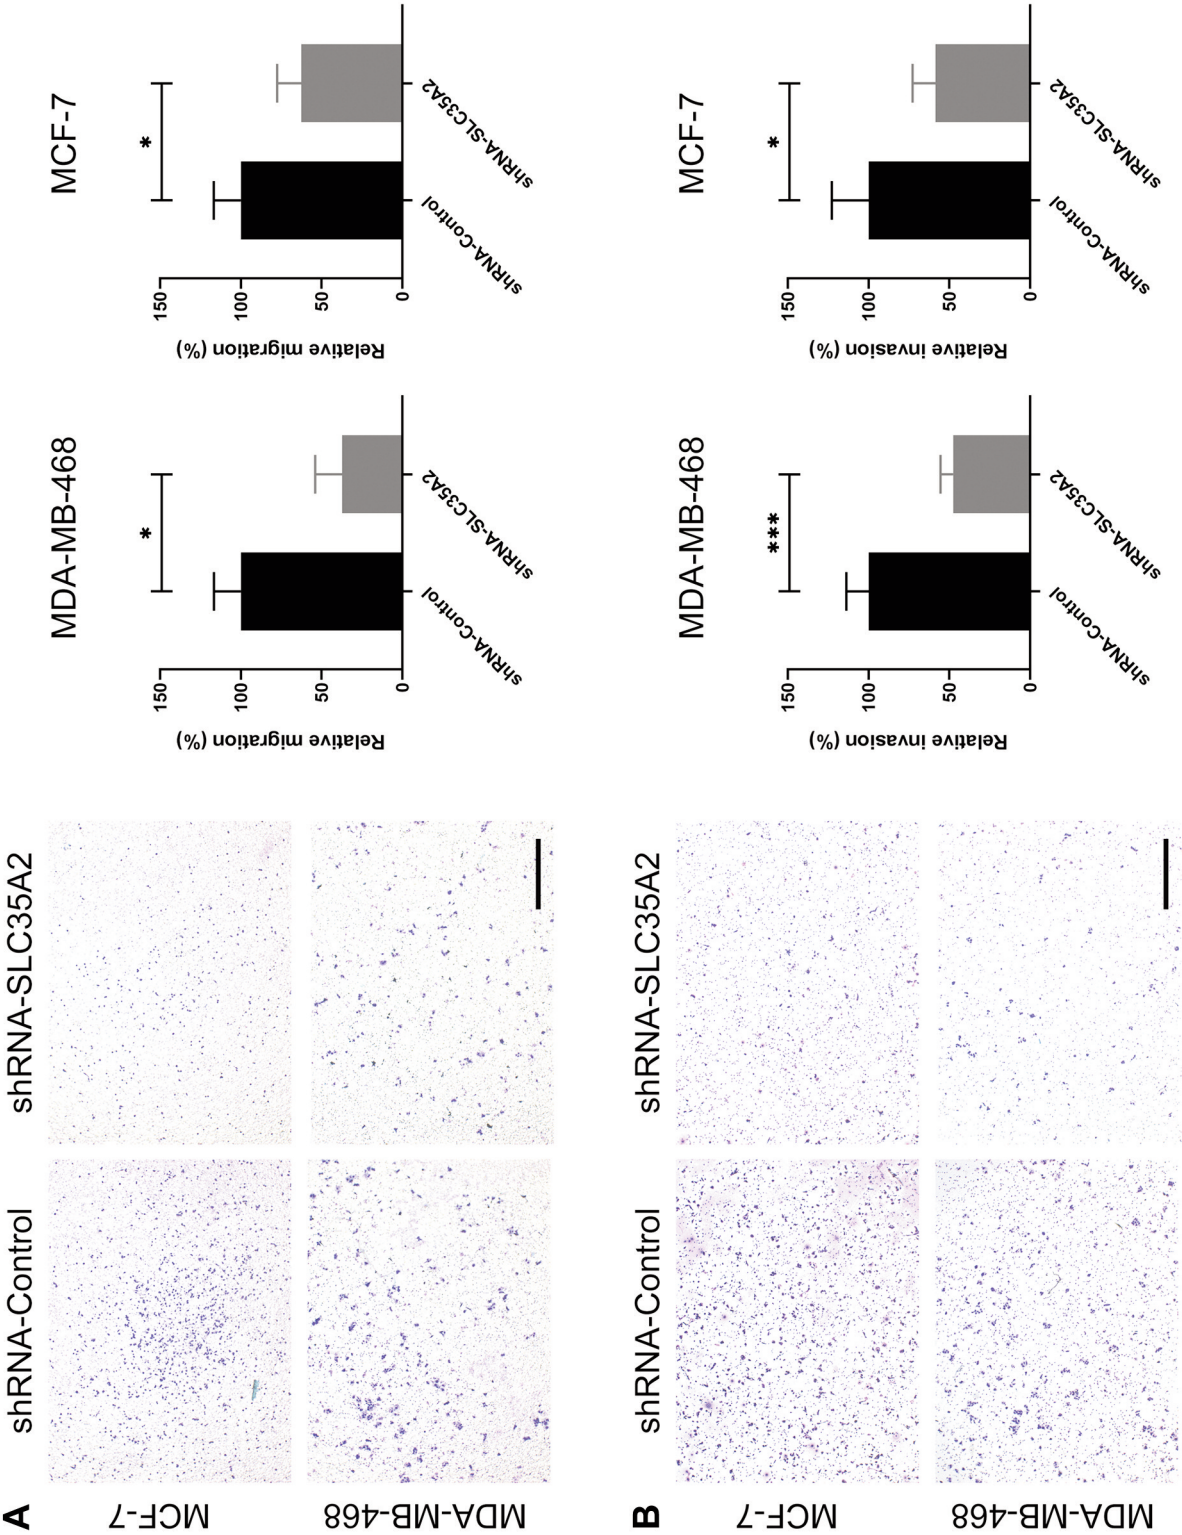 A
shRNA-Control
shRNA-SLC35A2
MCF-7
MDA-MB-468
MDA-MB-468
*
Relative migration (%)
150
100
50
0
shRNA-Control
shRNA-SLC35A2
MCF-7
*
Relative migration (%)
150
100
50
0
shRNA-Control
shRNA-SLC35A2
B
shRNA-Control
shRNA-SLC35A2
MCF-7
MDA-MB-468
MDA-MB-468
***
Relative invasion (%)
150
100
50
0
shRNA-Control
shRNA-SLC35A2
MCF-7
*
Relative invasion (%)
150
100
50
0
shRNA-Control
shRNA-SLC35A2